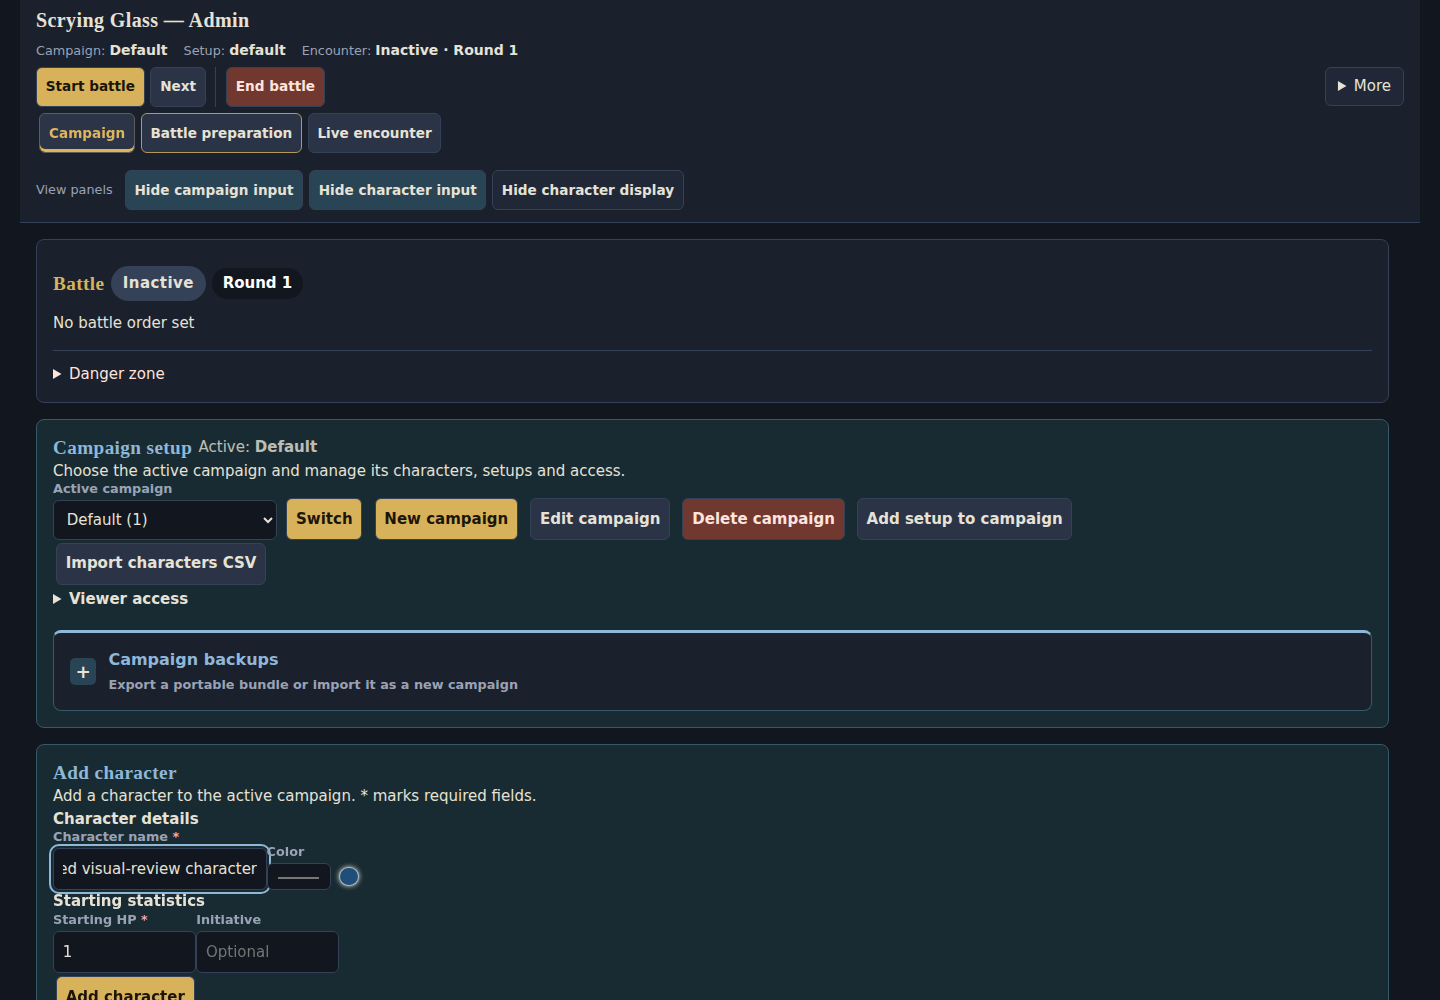 Scrying Glass — Admin
Campaign: Default Setup: default Encounter: Inactive · Round 1
Start battle Next End battle More
Campaign Battle preparation Live encounter
View panels Hide campaign input Hide character input Hide character display
Battle Inactive Round 1
No battle order set
Danger zone
Campaign setup Active: Default
Choose the active campaign and manage its characters, setups and access.
Active campaign
Default (1) Switch New campaign Edit campaign Delete campaign Add setup to campaign
Import characters CSV
Viewer access
+ Campaign backups
Export a portable bundle or import it as a new campaign
Add character
Add a character to the active campaign. * marks required fields.
Character details
Character name *
Color
ed visual-review character
Starting statistics
Starting HP * Initiative
1 Optional
Add character